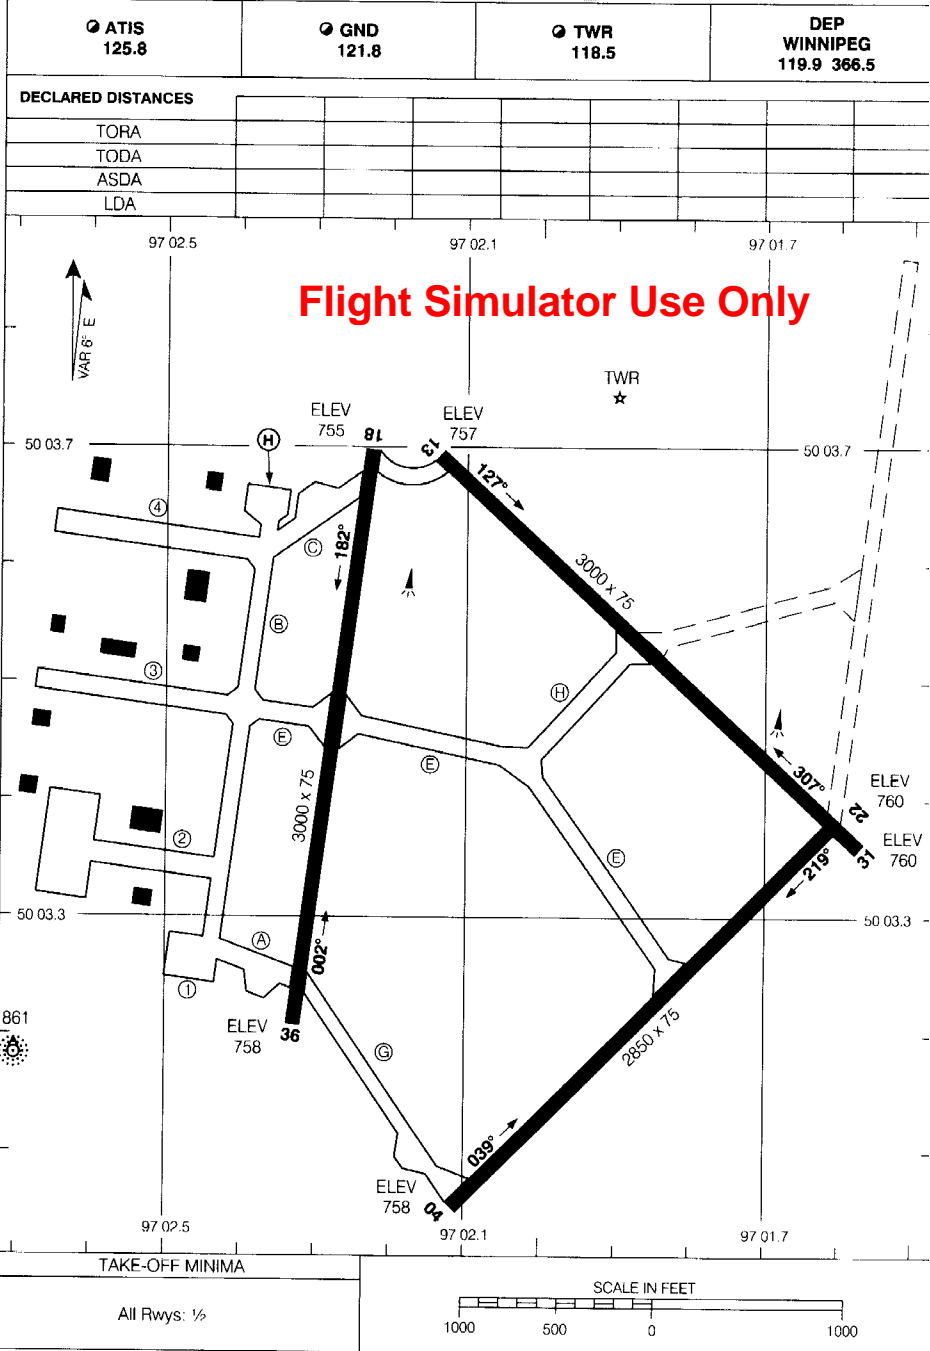 ATIS
125.8
GND
121.8
TWR
118.5
DEP
WINNIPEG
119.9 366.5
DECLARED DISTANCES
TORA
TODA
ASDA
LDA
97 02.5
97 02.1
97 01.7
Flight Simulator Use Only
VAR 6° E
TWR
ELEV
755
18
ELEV
757
13
50 03.7
50 03.7
H
127°
4
C
182°
3000 x 75
B
3
H
E
E
3000 x 75
307°
ELEV
760
22
ELEV
760
31
219°
2
E
50 03.3
50 03.3
A
002°
1
861
ELEV
758
36
G
2850 x 75
039°
ELEV
758
04
97 02.5
97 02.1
97 01.7
TAKE-OFF MINIMA
All Rwys: ½
SCALE IN FEET
1000 500 0 1000